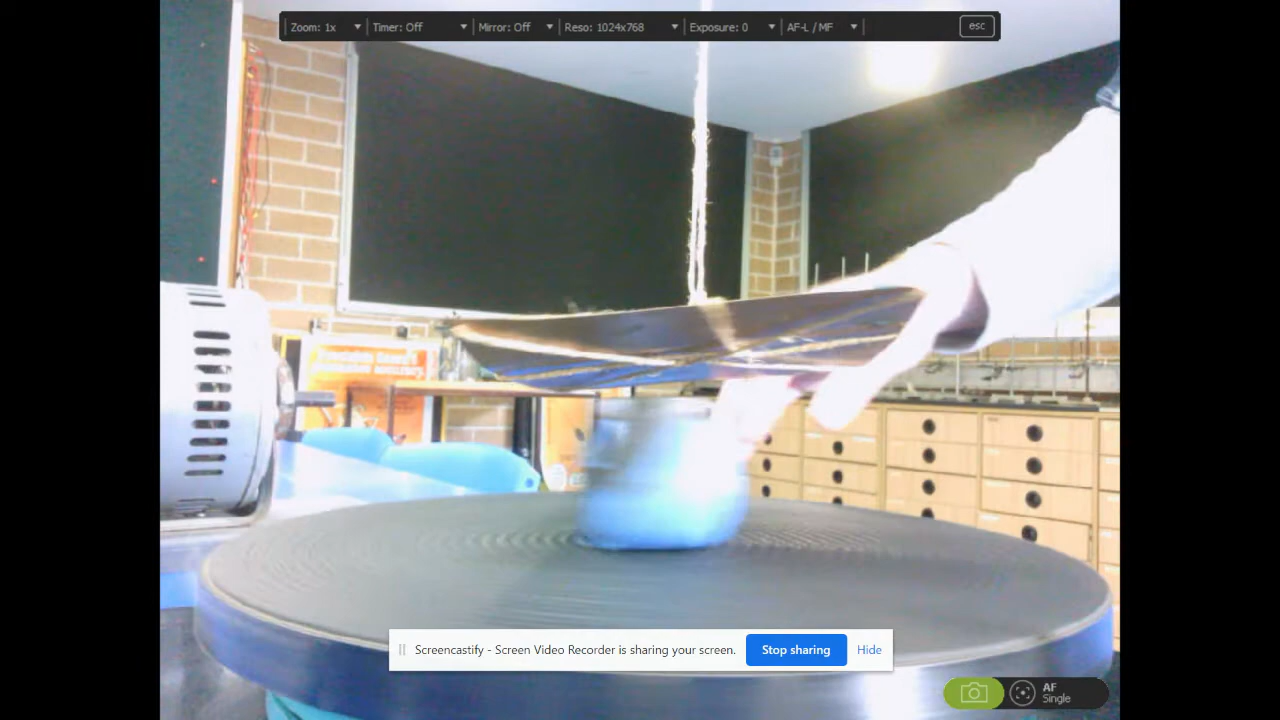 Zoom: 1x Timer: Off Mirror: Off Reso: 1024x768 Exposure: 0 AF-L / MF esc
Screencastify - Screen Video Recorder is sharing your screen. Stop sharing Hide
AF
Single